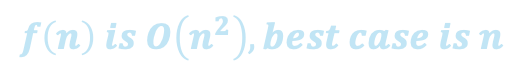 f(n) is O(n²), best case is n